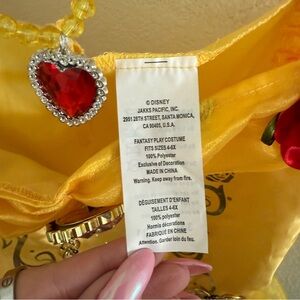 © DISNEY
JAKKS PACIFIC, INC.
2951 28TH STREET, SANTA MONICA,
CA 90405, U.S.A.
FANTASY PLAY COSTUME
FITS SIZES 4-6X
100% Polyester
Exclusive of Decoration
MADE IN CHINA
Warning. Keep away from fire.
DÉGUISEMENT D'ENFANT
TAILLES 4-6X
100% polyester
Hormis décorations
FABRIQUÉ EN CHINE
Attention. Garder loin du feu.